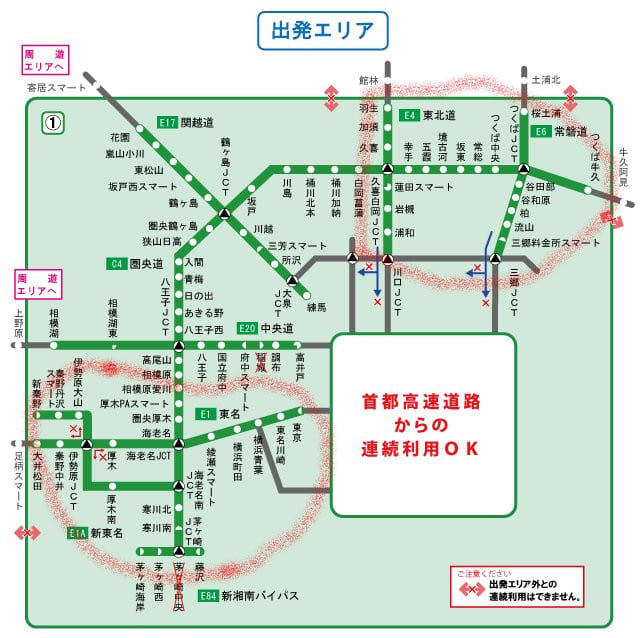 出発エリア
周遊
エリアへ
寄居スマート
館林
土浦北
①
E17 関越道
花園
嵐山小川
東松山
坂戸西スマート
鶴ヶ島
圏央鶴ヶ島
狭山日高
鶴ヶ島JCT
坂戸
川島
桶川北本
桶川加納
白岡菖蒲
久喜白岡JCT
羽生
加須
久喜
E4 東北道
幸手
五霞
境古河
坂東
常総
つくば中央
つくばJCT
桜土浦
E6 常磐道
つくば牛久
牛久阿見
谷田部
谷和原
柏
流山
三郷料金所スマート
三郷JCT
蓮田スマート
岩槻
浦和
川口JCT
川越
三芳スマート
所沢
大泉JCT
練馬
C4 圏央道
入間
青梅
日の出
あきる野
八王子西
八王子JCT
周遊
エリアへ
上野原
相模湖
相模湖東
E20 中央道
八王子
国立府中
府中スマート
稲城
調布
高井戸
高尾山
相模原
相模原愛川
厚木PAスマート
圏央厚木
海老名
海老名JCT
E1 東名
綾瀬スマート
横浜町田
横浜青葉
東名川崎
東京
新秦野
秦野丹沢スマート
伊勢原大山
足柄スマート
大井松田
秦野中井
伊勢原JCT
厚木
厚木南
海老名南JCT
E1A 新東名
寒川北
寒川南
茅ヶ崎JCT
茅ヶ崎海岸
茅ヶ崎西
茅ヶ崎中央
藤沢
E84 新湘南バイパス
首都高速道路
からの
連続利用OK
ご注意ください
出発エリア外との
連続利用はできません。